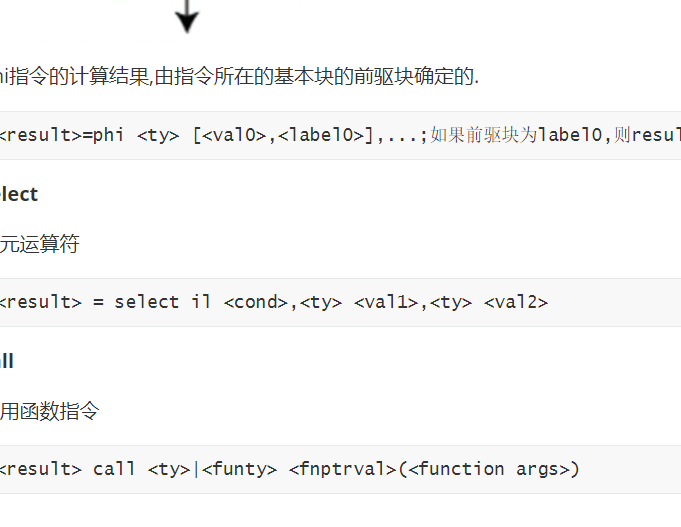 hi指令的计算结果,由指令所在的基本块的前驱块确定的.
<result>=phi <ty> [<val0>,<label0>],...;如果前驱块为label0,则resul
elect
元运算符
<result> = select il <cond>,<ty> <val1>,<ty> <val2>
all
用函数指令
<result> call <ty>|<funty> <fnptrval>(<function args>)